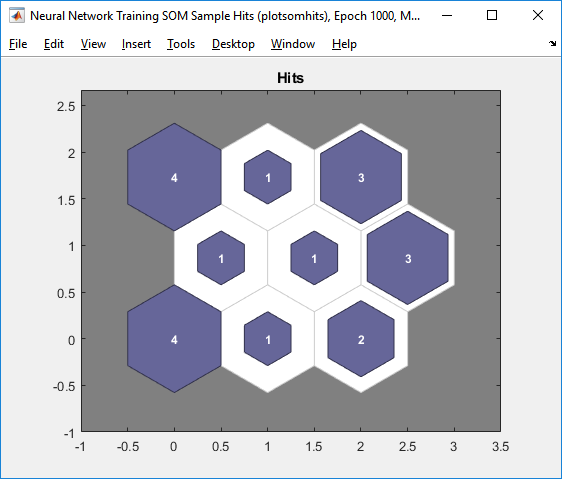 Neural Network Training SOM Sample Hits (plotsomhits), Epoch 1000, M...
File Edit View Insert Tools Desktop Window Help
Hits
2.5
2
1.5
1
0.5
0
-0.5
-1
4 1 3
1 1 3
4 1 2
-1 -0.5 0 0.5 1 1.5 2 2.5 3 3.5